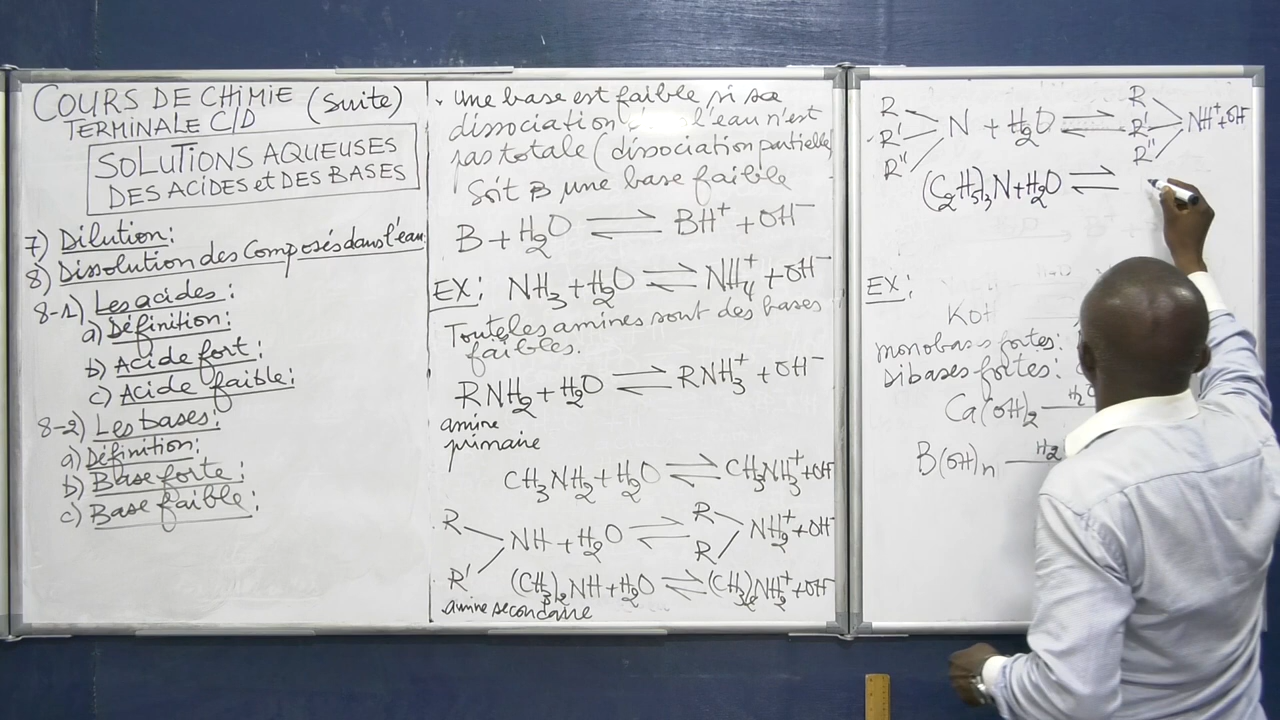 COURS DE CHIMIE (Suite)
TERMINALE C/D
SOLUTIONS AQUEUSES
DES ACIDES et DES BASES
7) Dilution:
8) Dissolution des Composés dans l'eau
8-1) Les acides:
a) Définition:
b) Acide fort:
c) Acide faible:
8-2) Les bases:
a) Définition:
b) Base forte:
c) Base faible:
. Une base est faible si sa
dissociation l'eau n'est
pas totale (dissociation partielle)
Soit B une base faible
B + H₂O ⇌ BH⁺ + OH⁻
EX: NH₃ + H₂O ⇌ NH₄⁺ + OH⁻
Toute les amines sont des bases
faibles.
RNH₂ + H₂O ⇌ RNH₃⁺ + OH⁻
amine
primaire
CH₃NH₂ + H₂O ⇌ CH₃NH₃⁺ + OH⁻
R R
NH + H₂O ⇌ NH₂⁺ + OH⁻
R' R
(CH₃)₂NH + H₂O ⇌ (CH₃)₂NH₂⁺ + OH⁻
amine secondaire
R R
R' N + H₂O ⇌ R' NH⁺ + OH⁻
R'' R''
(C₂H₅)₃N + H₂O ⇌
EX:
KOH
monobases fortes:
Dibases fortes:
Ca(OH)₂ H₂O
B(OH)n H₂